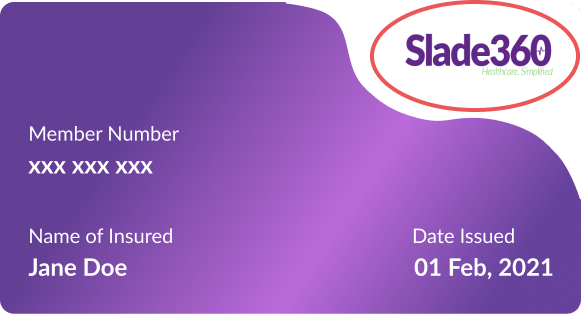 Slade360
Healthcare. Simplified
Member Number
xxx xxx xxx
Name of Insured
Jane Doe
Date Issued
01 Feb, 2021